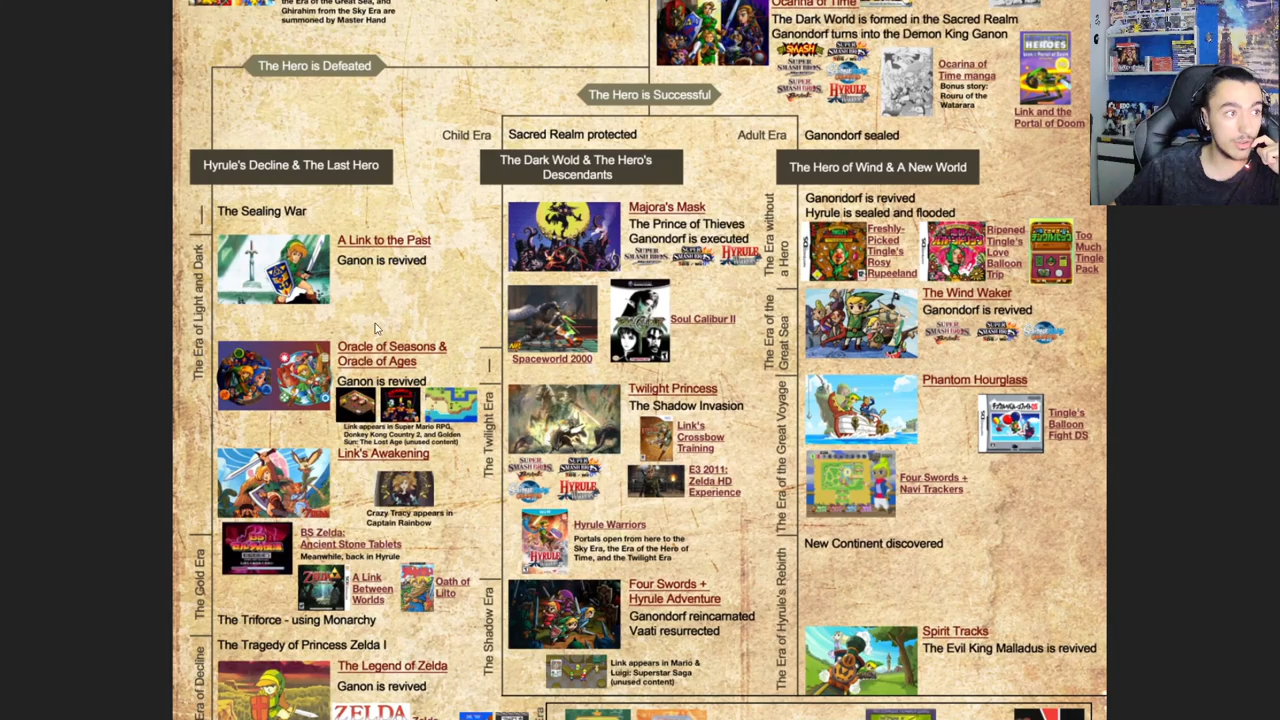 the Era of the Great Sea, and
Ghirahim from the Sky Era are
summoned by Master Hand
Ocarina of Time
The Dark World is formed in the Sacred Realm
Ganondorf turns into the Demon King Ganon
Ocarina of
Time manga
Bonus story:
Rouru of the
Watarara
HEROES
Link and the
Portal of Doom
The Hero is Defeated
The Hero is Successful
Child Era
Sacred Realm protected
Adult Era
Ganondorf sealed
Hyrule's Decline & The Last Hero
The Dark Wold & The Hero's
Descendants
The Hero of Wind & A New World
The Era of Light and Dark
The Sealing War
A Link to the Past
Ganon is revived
Oracle of Seasons &
Oracle of Ages
Ganon is revived
Link appears in Super Mario RPG,
Donkey Kong Country 2, and Golden
Sun: The Lost Age (unused content)
Link's Awakening
Crazy Tracy appears in
Captain Rainbow
The Gold Era
BS Zelda:
Ancient Stone Tablets
Meanwhile, back in Hyrule
A Link
Between
Worlds
Oath of
Lilto
The Triforce - using Monarchy
Era of Decline
The Tragedy of Princess Zelda I
The Legend of Zelda
Ganon is revived
ZELDA
Zelda
Majora's Mask
The Prince of Thieves
Ganondorf is executed
HYRULE
Spaceworld 2000
Soul Calibur II
The Twilight Era
Twilight Princess
The Shadow Invasion
Link's
Crossbow
Training
HYRULE
E3 2011:
Zelda HD
Experience
Hyrule Warriors
Portals open from here to the
Sky Era, the Era of the Hero of
Time, and the Twilight Era
The Shadow Era
Four Swords +
Hyrule Adventure
Ganondorf reincarnated
Vaati resurrected
Link appears in Mario &
Luigi: Superstar Saga
(unused content)
The Era without
a Hero
Ganondorf is revived
Hyrule is sealed and flooded
Freshly-
Picked
Tingle's
Rosy
Rupeeland
Ripened
Tingle's
Love
Balloon
Trip
Too
Much
Tingle
Pack
The Era of the
Great Sea
The Wind Waker
Ganondorf is revived
The Era of the Great Voyage
Phantom Hourglass
Tingle's
Balloon
Fight DS
Four Swords +
Navi Trackers
The Era of Hyrule's Rebirth
New Continent discovered
Spirit Tracks
The Evil King Malladus is revived